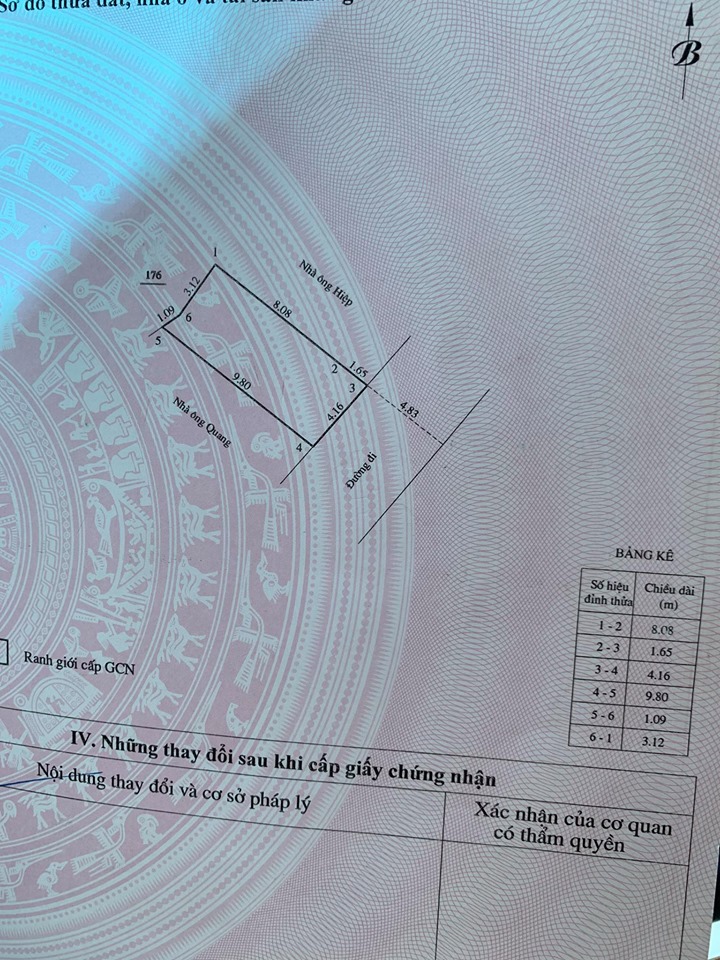 Sơ đồ thửa đất, nhà ở và tài sản
B
176
1
Nhà ông Hiệp
3.12
8.08
1.09
6
5
2
1.65
3
9.80
4.16
4.83
Nhà ông Quang
4
Đường đi
BẢNG KÊ
Số hiệu đỉnh thửa Chiều dài (m)
1 - 2 8.08
2 - 3 1.65
3 - 4 4.16
4 - 5 9.80
5 - 6 1.09
6 - 1 3.12
Ranh giới cấp GCN
IV. Những thay đổi sau khi cấp giấy chứng nhận
Nội dung thay đổi và cơ sở pháp lý
Xác nhận của cơ quan
có thẩm quyền